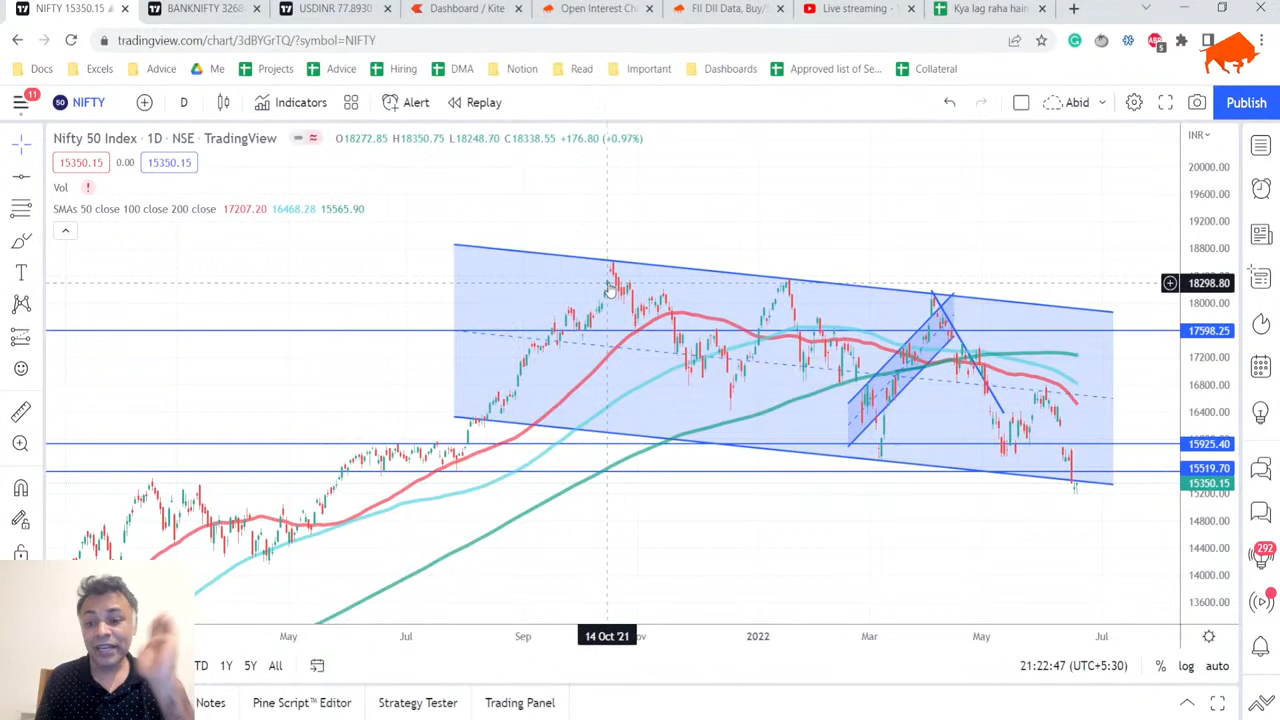 NIFTY 15350.15 ×
BANKNIFTY 3268 ×
USDINR 77.8930 ×
Dashboard / Kite ×
Open Interest Ch ×
FII DII Data, Buy/ ×
Live streaming - ×
Kya lag raha hain ×
tradingview.com/chart/3dBYGrTQ/?symbol=NIFTY
ABP
5
Docs Excels Advice Me Projects Advice Hiring DMA Notion Read Important Dashboards Approved list of Se... Collateral
11
50 NIFTY D Indicators Alert Replay Abid Publish
Nifty 50 Index · 1D · NSE · TradingView O18272.85 H18350.75 L18248.70 C18338.55 +176.80 (+0.97%)
INR
15350.15 0.00 15350.15
Vol !
SMAs 50 close 100 close 200 close 17207.20 16468.28 15565.90
20000.00
19600.00
19200.00
18800.00
18298.80
18000.00
17598.25
17200.00
16800.00
16400.00
15925.40
15519.70
15350.15
15200.00
14800.00
14400.00
14000.00
13600.00
292
May Jul Sep 14 Oct '21 ov 2022 Mar May Jul
TD 1Y 5Y All 21:22:47 (UTC+5:30) % log auto
Notes Pine Script™ Editor Strategy Tester Trading Panel